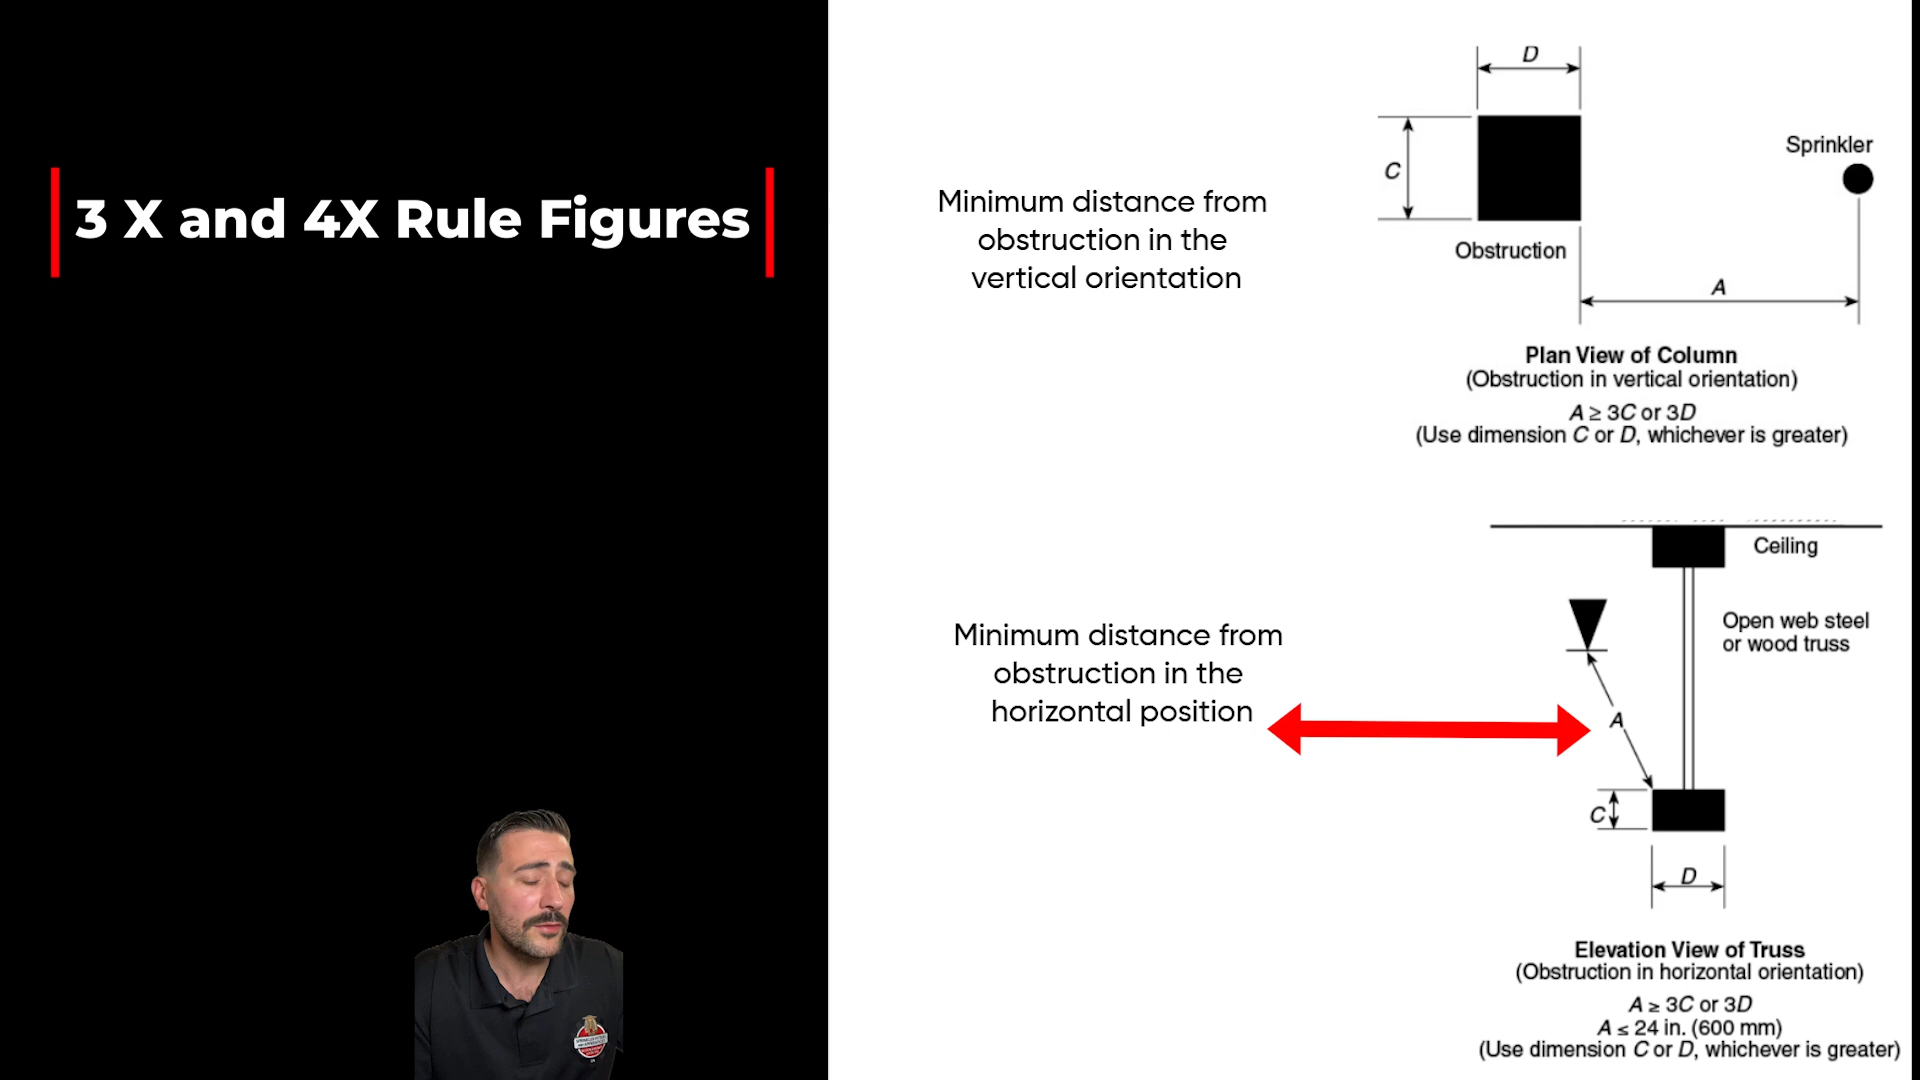 3 X and 4X Rule Figures
Minimum distance from
obstruction in the
vertical orientation
D
C
Sprinkler
Obstruction
A
Plan View of Column
(Obstruction in vertical orientation)
A ≥ 3C or 3D
(Use dimension C or D, whichever is greater)
Minimum distance from
obstruction in the
horizontal position
Ceiling
Open web steel
or wood truss
A
C
D
Elevation View of Truss
(Obstruction in horizontal orientation)
A ≥ 3C or 3D
A ≤ 24 in. (600 mm)
(Use dimension C or D, whichever is greater)